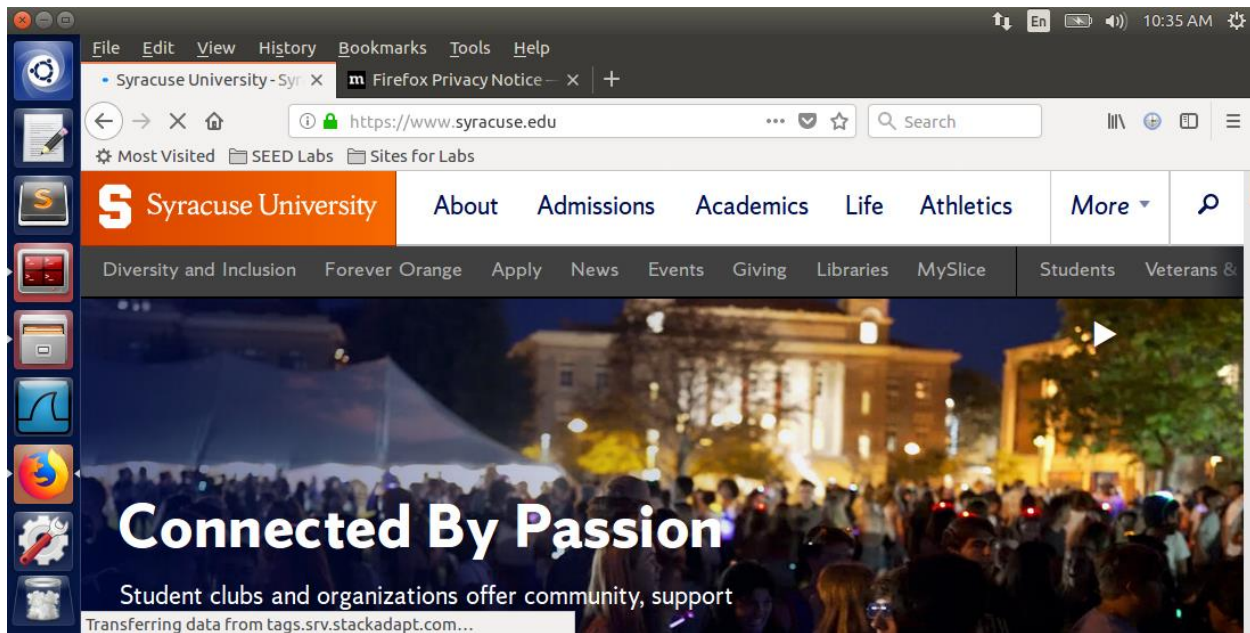 En 10:35 AM
File Edit View History Bookmarks Tools Help
Syracuse University - Syr m Firefox Privacy Notice —
https://www.syracuse.edu Search
Most Visited SEED Labs Sites for Labs
S Syracuse University About Admissions Academics Life Athletics More
Diversity and Inclusion Forever Orange Apply News Events Giving Libraries MySlice Students Veterans &
Connected By Passion
Student clubs and organizations offer community, support
Transferring data from tags.srv.stackadapt.com...